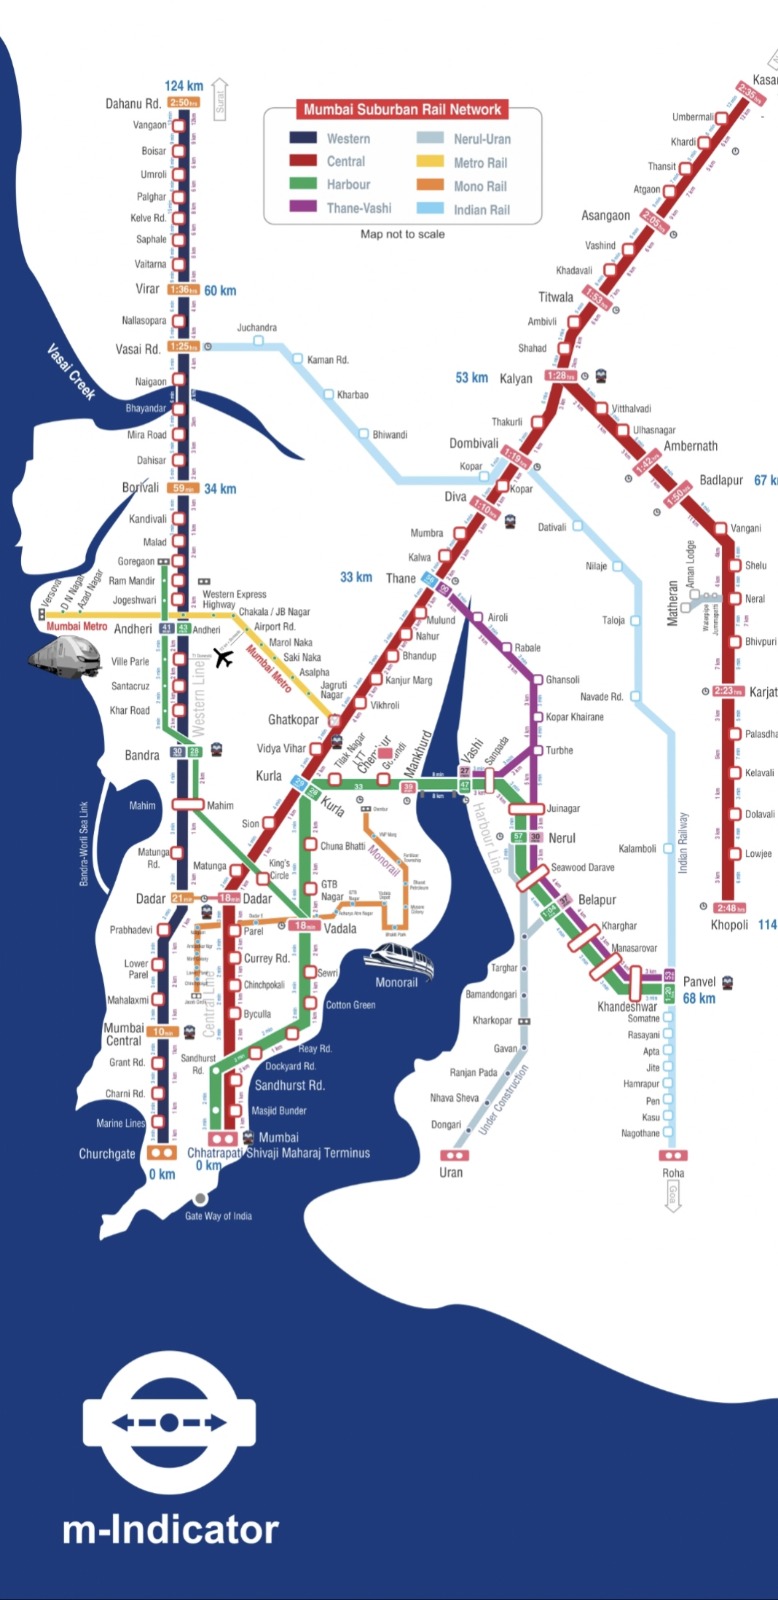 124 km
Dahanu Rd.
2:50hrs
Surat
Vangaon
Boisar
Umroli
Palghar
Kelve Rd.
Saphale
Vaitarna
Virar
1:36hrs
60 km
Nallasopara
Vasai Rd.
1:25hrs
Naigaon
Bhayandar
Mira Road
Dahisar
Borivali
59min
34 km
Kandivali
Malad
Goregaon
Ram Mandir
Jogeshwari
Andheri
Andheri
Ville Parle
Santacruz
Khar Road
Bandra
Mahim
Mahim
Matunga Rd.
Dadar
21min
Prabhadevi
Lower Parel
Mahalaxmi
Mumbai Central
10min
Grant Rd.
Charni Rd.
Marine Lines
Churchgate
0 km
Western Line
Vasai Creek
Bandra-Worli Sea Link
Mumbai Suburban Rail Network
Western
Central
Harbour
Thane-Vashi
Nerul-Uran
Metro Rail
Mono Rail
Indian Rail
Map not to scale
Juchandra
Kaman Rd.
Kharbao
Bhiwandi
Kopar
Versova
D N Nagar
Azad Nagar
Mumbai Metro
Western Express Highway
Chakala / JB Nagar
Airport Rd.
Marol Naka
Saki Naka
Asalpha
Jagruti Nagar
Mumbai Metro
Kasar
2:35hrs
Umbermali
Khardi
Thansit
Atgaon
Asangaon
2:05hrs
Vashind
Khadavali
Titwala
1:53hrs
Ambivli
Shahad
53 km
Kalyan
1:28hrs
Thakurli
Dombivali
1:19hrs
Kopar
Diva
1:10hrs
Mumbra
Kalwa
33 km
Thane
Mulund
Nahur
Bhandup
Kanjur Marg
Vikhroli
Ghatkopar
Vidya Vihar
Kurla
Kurla
Sion
Matunga
Dadar
18min
Parel
Currey Rd.
Chinchpokali
Byculla
Sandhurst Rd.
Sandhurst Rd.
Masjid Bunder
Mumbai
Chhatrapati Shivaji Maharaj Terminus
0 km
Central Line
Gate Way of India
Vitthalvadi
Ulhasnagar
Ambernath
1:42hrs
Badlapur
1:50hrs
67 km
Vangani
Shelu
Neral
Matheran
Aman Lodge
Bhivpuri
2:23hrs
Karjat
Palasdha
Kelavali
Dolavali
Lowjee
2:48hrs
Khopoli
114
Dativali
Nilaje
Taloja
Navade Rd.
Kalamboli
Indian Railway
Airoli
Rabale
Ghansoli
Kopar Khairane
Turbhe
Tilak Nagar
LTT
Mankhurd
Vashi
Sanpada
Harbour Line
Juinagar
Nerul
Seawood Darave
Belapur
Kharghar
Manasarovar
Khandeshwar
Panvel
68 km
Chuna Bhatti
King's Circle
GTB Nagar
Vadala
18min
Sewri
Cotton Green
Reay Rd.
Dockyard Rd.
Monorail
Monorail
Targhar
Bamandongari
Kharkopar
Gavan
Ranjan Pada
Nhava Sheva
Dongari
Uran
Under Construction
Somatne
Rasayani
Apta
Jite
Hamrapur
Pen
Kasu
Nagothane
Roha
Goa
m-Indicator